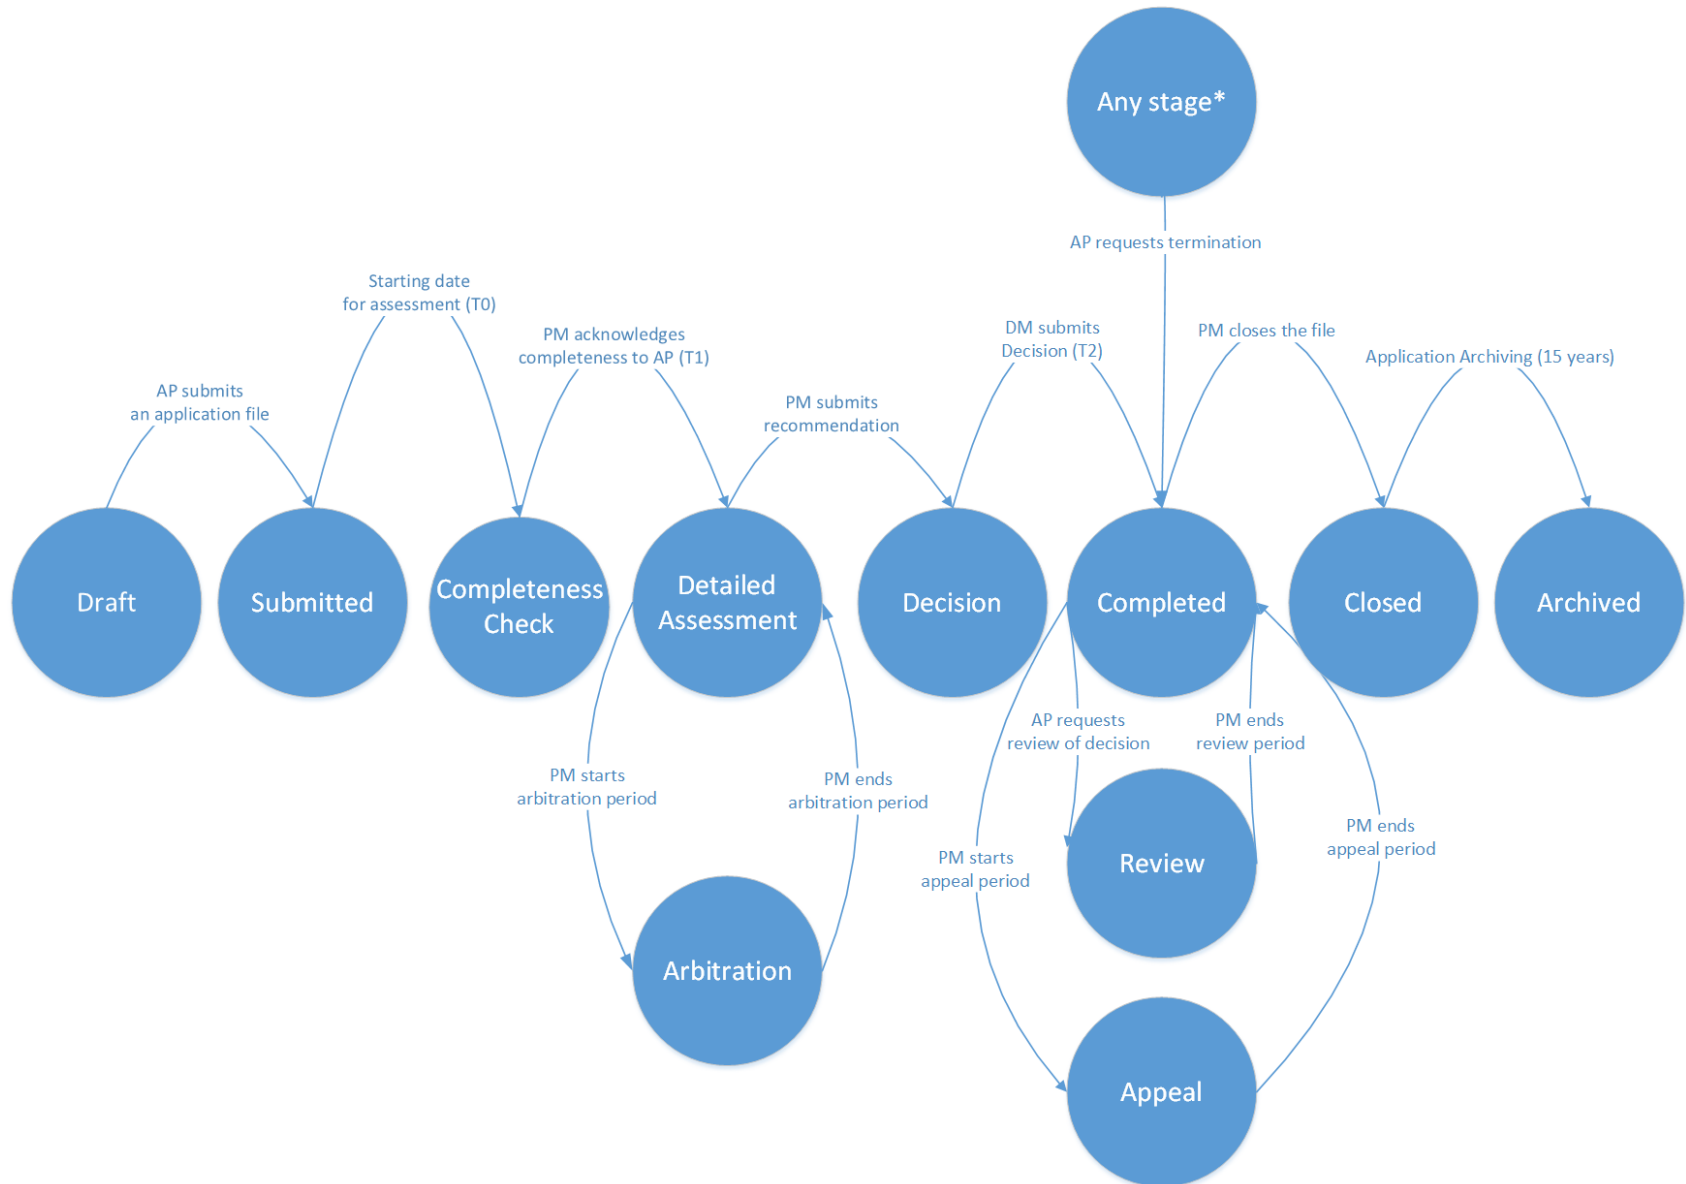 Any stage*
AP requests termination
Starting date
for assessment (T0)
PM acknowledges
completeness to AP (T1)
DM submits
Decision (T2)
PM closes the file
Application Archiving (15 years)
AP submits
an application file
PM submits
recommendation
Draft
Submitted
Completeness
Check
Detailed
Assessment
Decision
Completed
Closed
Archived
AP requests
review of decision
PM ends
review period
PM starts
arbitration period
PM ends
arbitration period
PM starts
appeal period
Review
PM ends
appeal period
Arbitration
Appeal